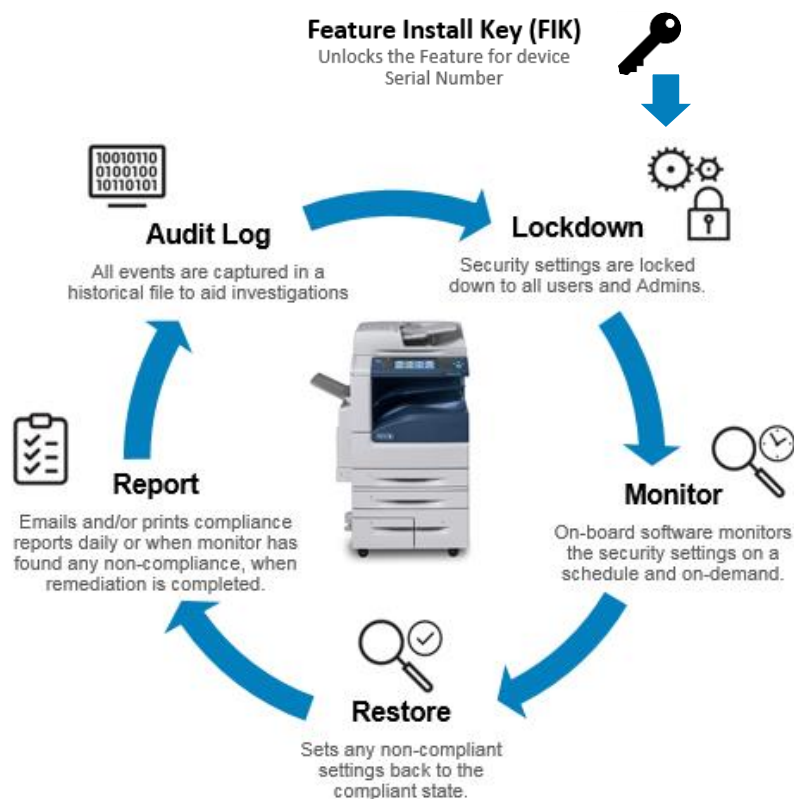 Feature Install Key (FIK)
Unlocks the Feature for device
Serial Number
10010110
0100100
10110101
Audit Log
All events are captured in a
historical file to aid investigations
Lockdown
Security settings are locked
down to all users and Admins.
Monitor
On-board software monitors
the security settings on a
schedule and on-demand.
Restore
Sets any non-compliant
settings back to the
compliant state.
Report
Emails and/or prints compliance
reports daily or when monitor has
found any non-compliance, when
remediation is completed.